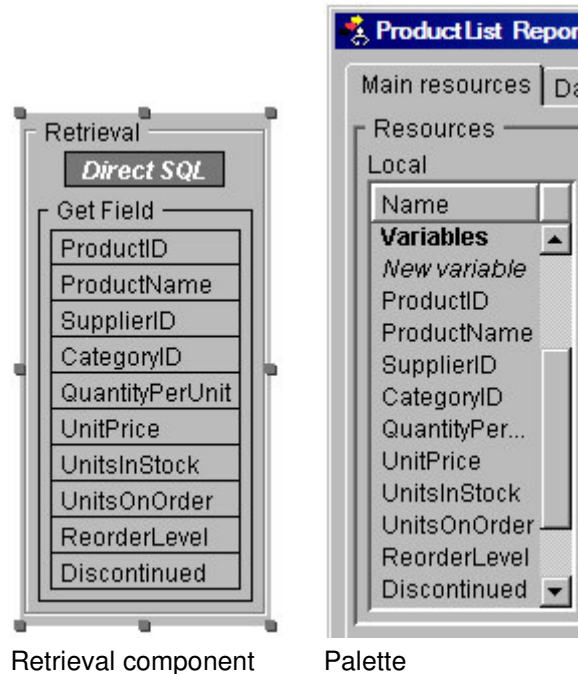 Retrieval
Direct SQL
Get Field
ProductID
ProductName
SupplierID
CategoryID
QuantityPerUnit
UnitPrice
UnitsInStock
UnitsOnOrder
ReorderLevel
Discontinued
Retrieval component
ProductList Repor
Main resources Da
Resources
Local
Name
Variables
New variable
ProductID
ProductName
SupplierID
CategoryID
QuantityPer...
UnitPrice
UnitsInStock
UnitsOnOrder
ReorderLevel
Discontinued
Palette